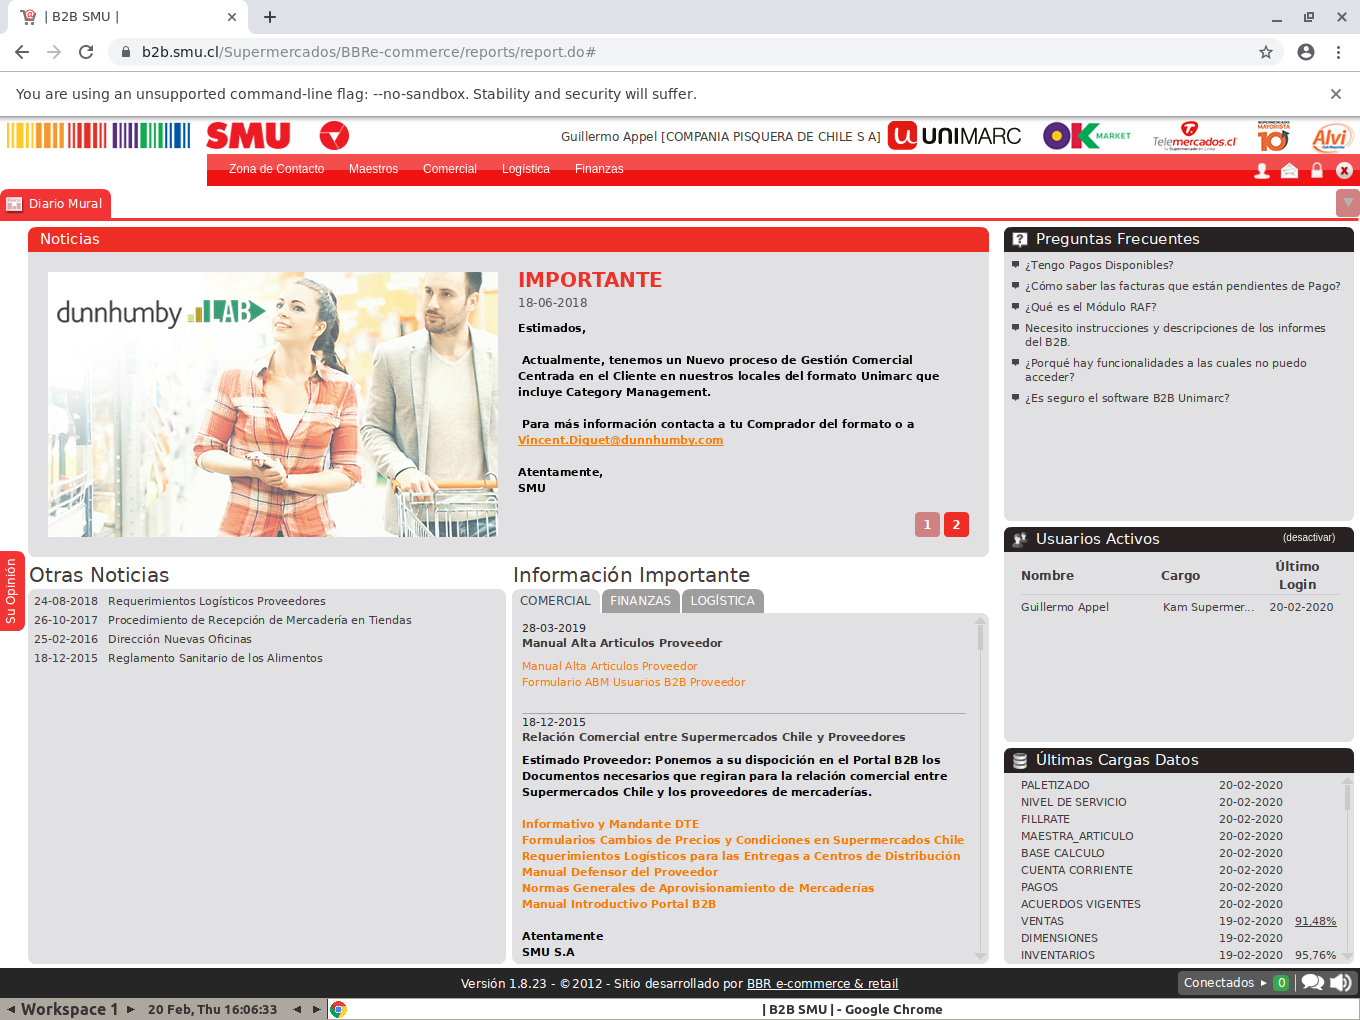 | B2B SMU |
b2b.smu.cl/Supermercados/BBRe-commerce/reports/report.do#
You are using an unsupported command-line flag: --no-sandbox. Stability and security will suffer.
SMU
Guillermo Appel [COMPANIA PISQUERA DE CHILE S A]
UNIMARC
OK MARKET
Telemercados.cl
MAYORISTA 10
Alvi
Zona de Contacto Maestros Comercial Logística Finanzas
Diario Mural
Noticias
dunnhumby LAB
IMPORTANTE
18-06-2018
Estimados,
Actualmente, tenemos un Nuevo proceso de Gestión Comercial
Centrada en el Cliente en nuestros locales del formato Unimarc que
incluye Category Management.
Para más información contacta a tu Comprador del formato o a
Vincent.Diguet@dunnhumby.com
Atentamente,
SMU
1 2
Preguntas Frecuentes
¿Tengo Pagos Disponibles?
¿Cómo saber las facturas que están pendientes de Pago?
¿Qué es el Módulo RAF?
Necesito instrucciones y descripciones de los informes
del B2B.
¿Porqué hay funcionalidades a las cuales no puedo
acceder?
¿Es seguro el software B2B Unimarc?
Usuarios Activos (desactivar)
Nombre Cargo Último
Login
Guillermo Appel Kam Supermer... 20-02-2020
Su Opinión
Otras Noticias
24-08-2018 Requerimientos Logísticos Proveedores
26-10-2017 Procedimiento de Recepción de Mercadería en Tiendas
25-02-2016 Dirección Nuevas Oficinas
18-12-2015 Reglamento Sanitario de los Alimentos
Información Importante
COMERCIAL FINANZAS LOGÍSTICA
28-03-2019
Manual Alta Articulos Proveedor
Manual Alta Articulos Proveedor
Formulario ABM Usuarios B2B Proveedor
18-12-2015
Relación Comercial entre Supermercados Chile y Proveedores
Estimado Proveedor: Ponemos a su disposición en el Portal B2B los
Documentos necesarios que regiran para la relación comercial entre
Supermercados Chile y los proveedores de mercaderías.
Informativo y Mandante DTE
Formularios Cambios de Precios y Condiciones en Supermercados Chile
Requerimientos Logísticos para las Entregas a Centros de Distribución
Manual Defensor del Proveedor
Normas Generales de Aprovisionamiento de Mercaderías
Manual Introductivo Portal B2B
Atentamente
SMU S.A
Últimas Cargas Datos
PALETIZADO 20-02-2020
NIVEL DE SERVICIO 20-02-2020
FILLRATE 20-02-2020
MAESTRA_ARTICULO 20-02-2020
BASE CALCULO 20-02-2020
CUENTA CORRIENTE 20-02-2020
PAGOS 20-02-2020
ACUERDOS VIGENTES 20-02-2020
VENTAS 19-02-2020 91,48%
DIMENSIONES 19-02-2020
INVENTARIOS 19-02-2020 95,76%
Versión 1.8.23 - ©2012 - Sitio desarrollado por BBR e-commerce & retail
Conectados 0
Workspace 1 20 Feb, Thu 16:06:33 | B2B SMU | - Google Chrome